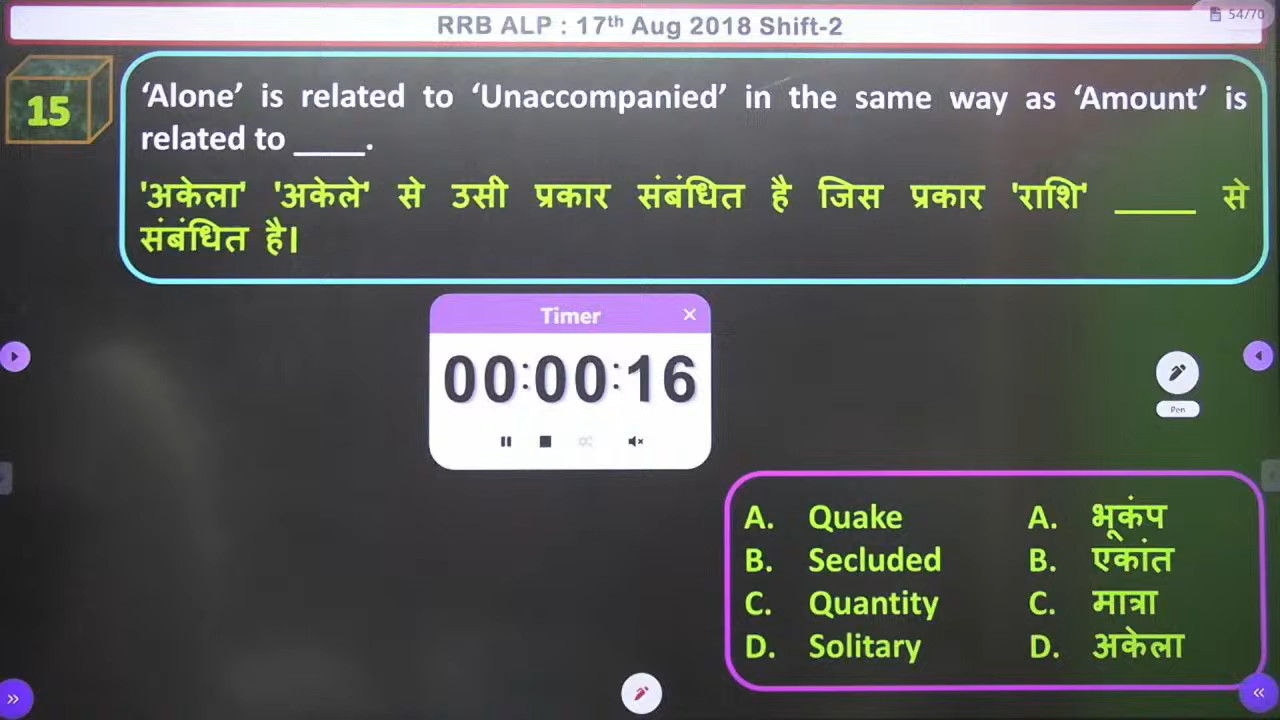 RRB ALP : 17th Aug 2018 Shift-2
54/70
15
‘Alone’ is related to ‘Unaccompanied’ in the same way as ‘Amount’ is
related to ____.
'अकेला' 'अकेले' से उसी प्रकार संबंधित है जिस प्रकार 'राशि' _____ से
संबंधित है।
Timer
00:00:16
Pen
A. Quake A. भूकंप
B. Secluded B. एकांत
C. Quantity C. मात्रा
D. Solitary D. अकेला